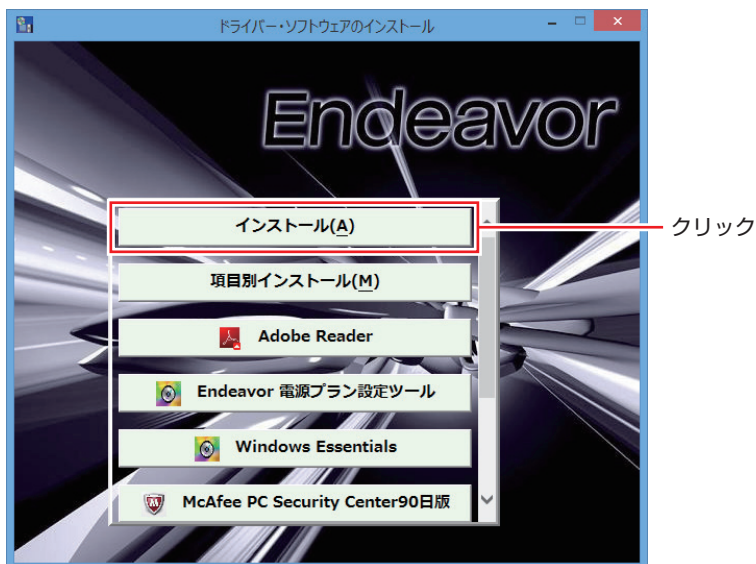 ドライバー・ソフトウェアのインストール
Endeavor
インストール(A)
クリック
項目別インストール(M)
Adobe Reader
Endeavor 電源プラン設定ツール
Windows Essentials
McAfee PC Security Center90日版